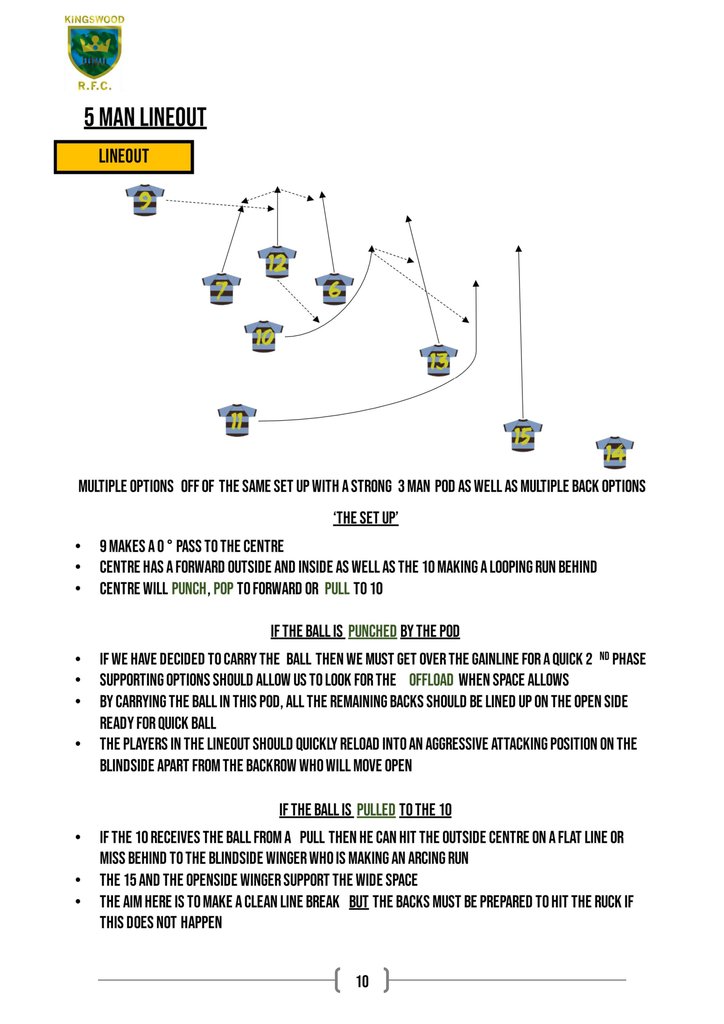 KINGSWOOD
R.F.C.
5 MAN LINEOUT
LINEOUT
9
12
7
6
10
13
11
15
14
MULTIPLE OPTIONS OFF OF THE SAME SET UP WITH A STRONG 3 MAN POD AS WELL AS MULTIPLE BACK OPTIONS
‘THE SET UP’
• 9 MAKES A 0 ° PASS TO THE CENTRE
• CENTRE HAS A FORWARD OUTSIDE AND INSIDE AS WELL AS THE 10 MAKING A LOOPING RUN BEHIND
• CENTRE WILL PUNCH, POP TO FORWARD OR PULL TO 10
IF THE BALL IS PUNCHED BY THE POD
• IF WE HAVE DECIDED TO CARRY THE BALL THEN WE MUST GET OVER THE GAINLINE FOR A QUICK 2 ND PHASE
• SUPPORTING OPTIONS SHOULD ALLOW US TO LOOK FOR THE OFFLOAD WHEN SPACE ALLOWS
• BY CARRYING THE BALL IN THIS POD, ALL THE REMAINING BACKS SHOULD BE LINED UP ON THE OPEN SIDE
READY FOR QUICK BALL
• THE PLAYERS IN THE LINEOUT SHOULD QUICKLY RELOAD INTO AN AGGRESSIVE ATTACKING POSITION ON THE
BLINDSIDE APART FROM THE BACKROW WHO WILL MOVE OPEN
IF THE BALL IS PULLED TO THE 10
• IF THE 10 RECEIVES THE BALL FROM A PULL THEN HE CAN HIT THE OUTSIDE CENTRE ON A FLAT LINE OR
MISS BEHIND TO THE BLINDSIDE WINGER WHO IS MAKING AN ARCING RUN
• THE 15 AND THE OPENSIDE WINGER SUPPORT THE WIDE SPACE
• THE AIM HERE IS TO MAKE A CLEAN LINE BREAK BUT THE BACKS MUST BE PREPARED TO HIT THE RUCK IF
THIS DOES NOT HAPPEN
10